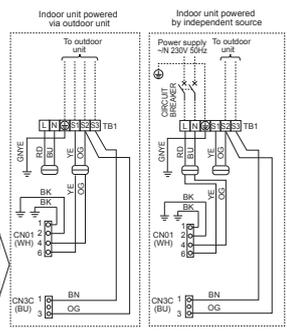 Indoor unit powered
via outdoor unit
To outdoor
unit
L N S1 S2 S3 TB1
GNYE
RD
BU
YE
OG
YE
OG
BK
BK
CN01
(WH)
1
2
4
6
CN3C
(BU)
1
3
BN
OG
Indoor unit powered
by independent source
Power supply
~/N 230V 50Hz
To outdoor
unit
CIRCUIT
BREAKER
L N S1 S2 S3 TB1
GNYE
RD
BU
YE
OG
YE
OG
BK
BK
CN01
(WH)
1
2
4
6
CN3C
(BU)
1
3
BN
OG